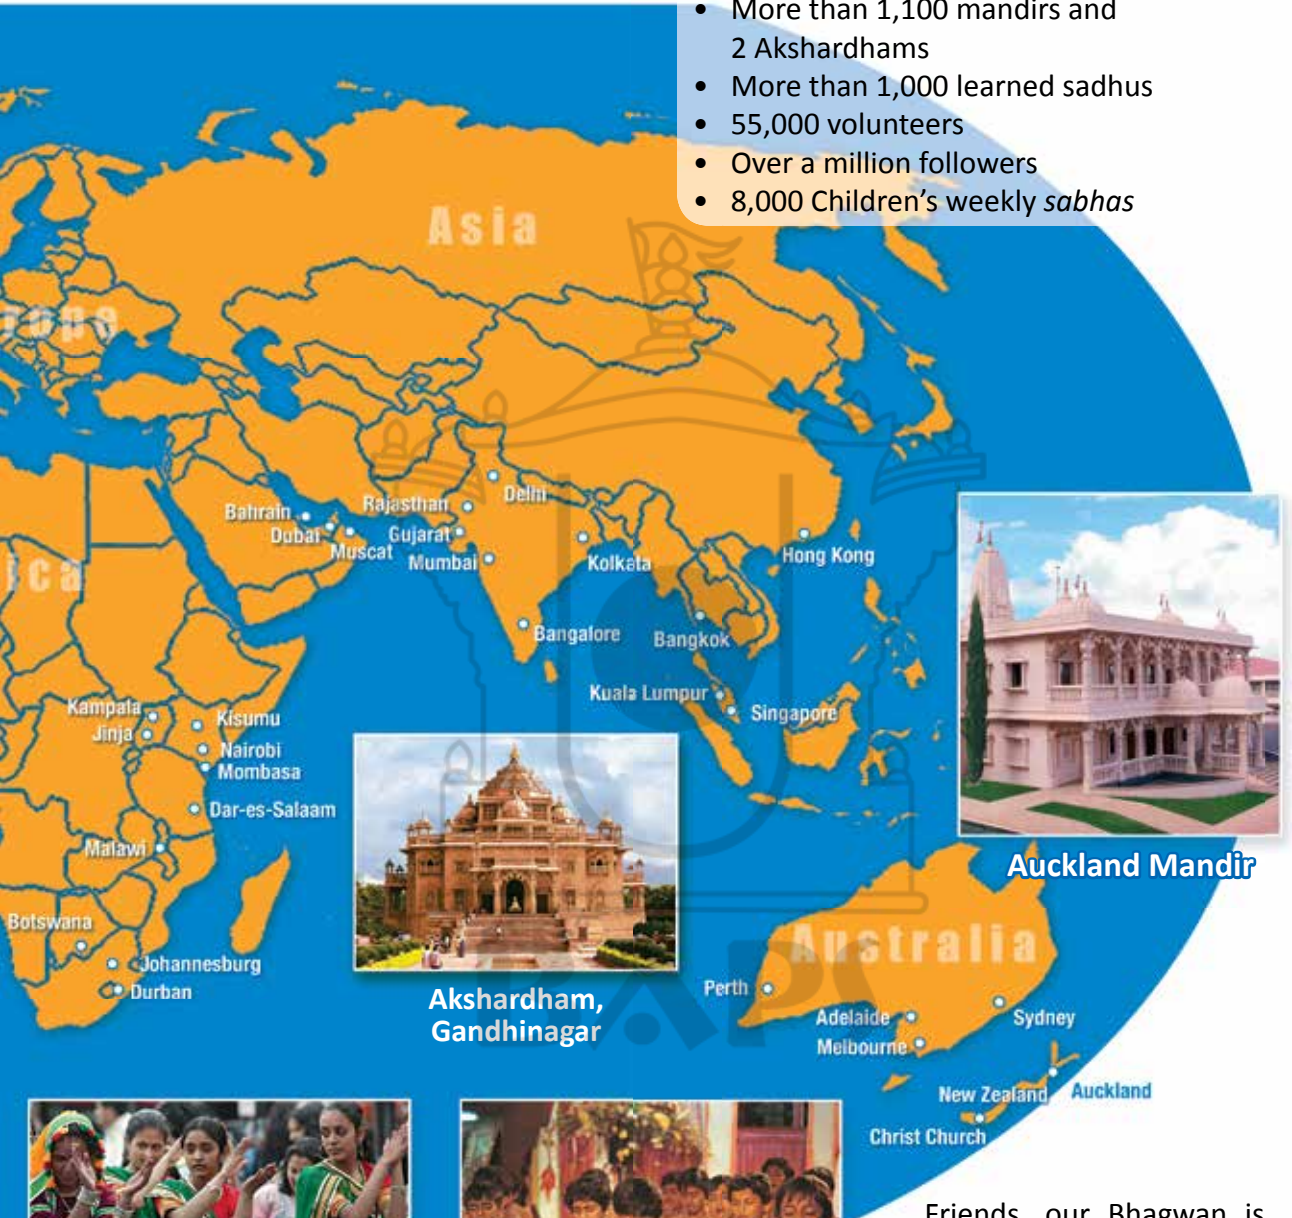 • More than 1,100 mandirs and
2 Akshardhams
• More than 1,000 learned sadhus
• 55,000 volunteers
• Over a million followers
• 8,000 Children's weekly sabhas
Asia
rope
Delhi
Rajasthan
Bahrain
Dubai
Gujarat
Muscat
Mumbai
Kolkata
Hong Kong
ica
Bangalore
Bangkok
Kuala Lumpur
Singapore
Kampala
Kisumu
Jinja
Nairobi
Mombasa
Dar-es-Salaam
Malawi
Auckland Mandir
Botswana
Australia
Johannesburg
Durban
Perth
Akshardham,
Gandhinagar
Adelaide
Sydney
Melbourne
New Zealand
Auckland
Christ Church
BAPS
Friends, our Bhagwan is